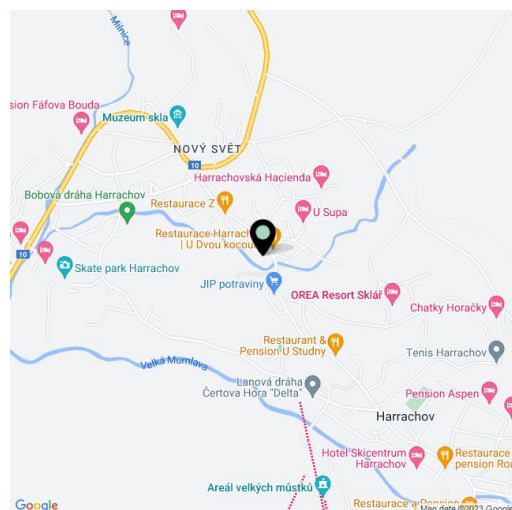 Milnice
sion Fáfova Bouda
Muzeum skla
NOVÝ SVĚT
10
Harrachovská Hacienda
Bobová dráha Harrachov
Restaurace Z
U Supa
Restaurace Harrach
| U Dvou kocou
10
Skate park Harrachov
JIP potraviny
OREA Resort Sklář
Chatky Horačky
Restaurant &
Pension U Studny
Tenis Harrachov
Velká Mumlava
Lanová dráha
Čertova Hora "Delta"
Pension Aspen
Harrachov
Hotel Skicentrum
Harrachov
Restaurace
pension Rou
Areál velkých můstků
Restaurace a Pension
Google
Map data ©2023 Google